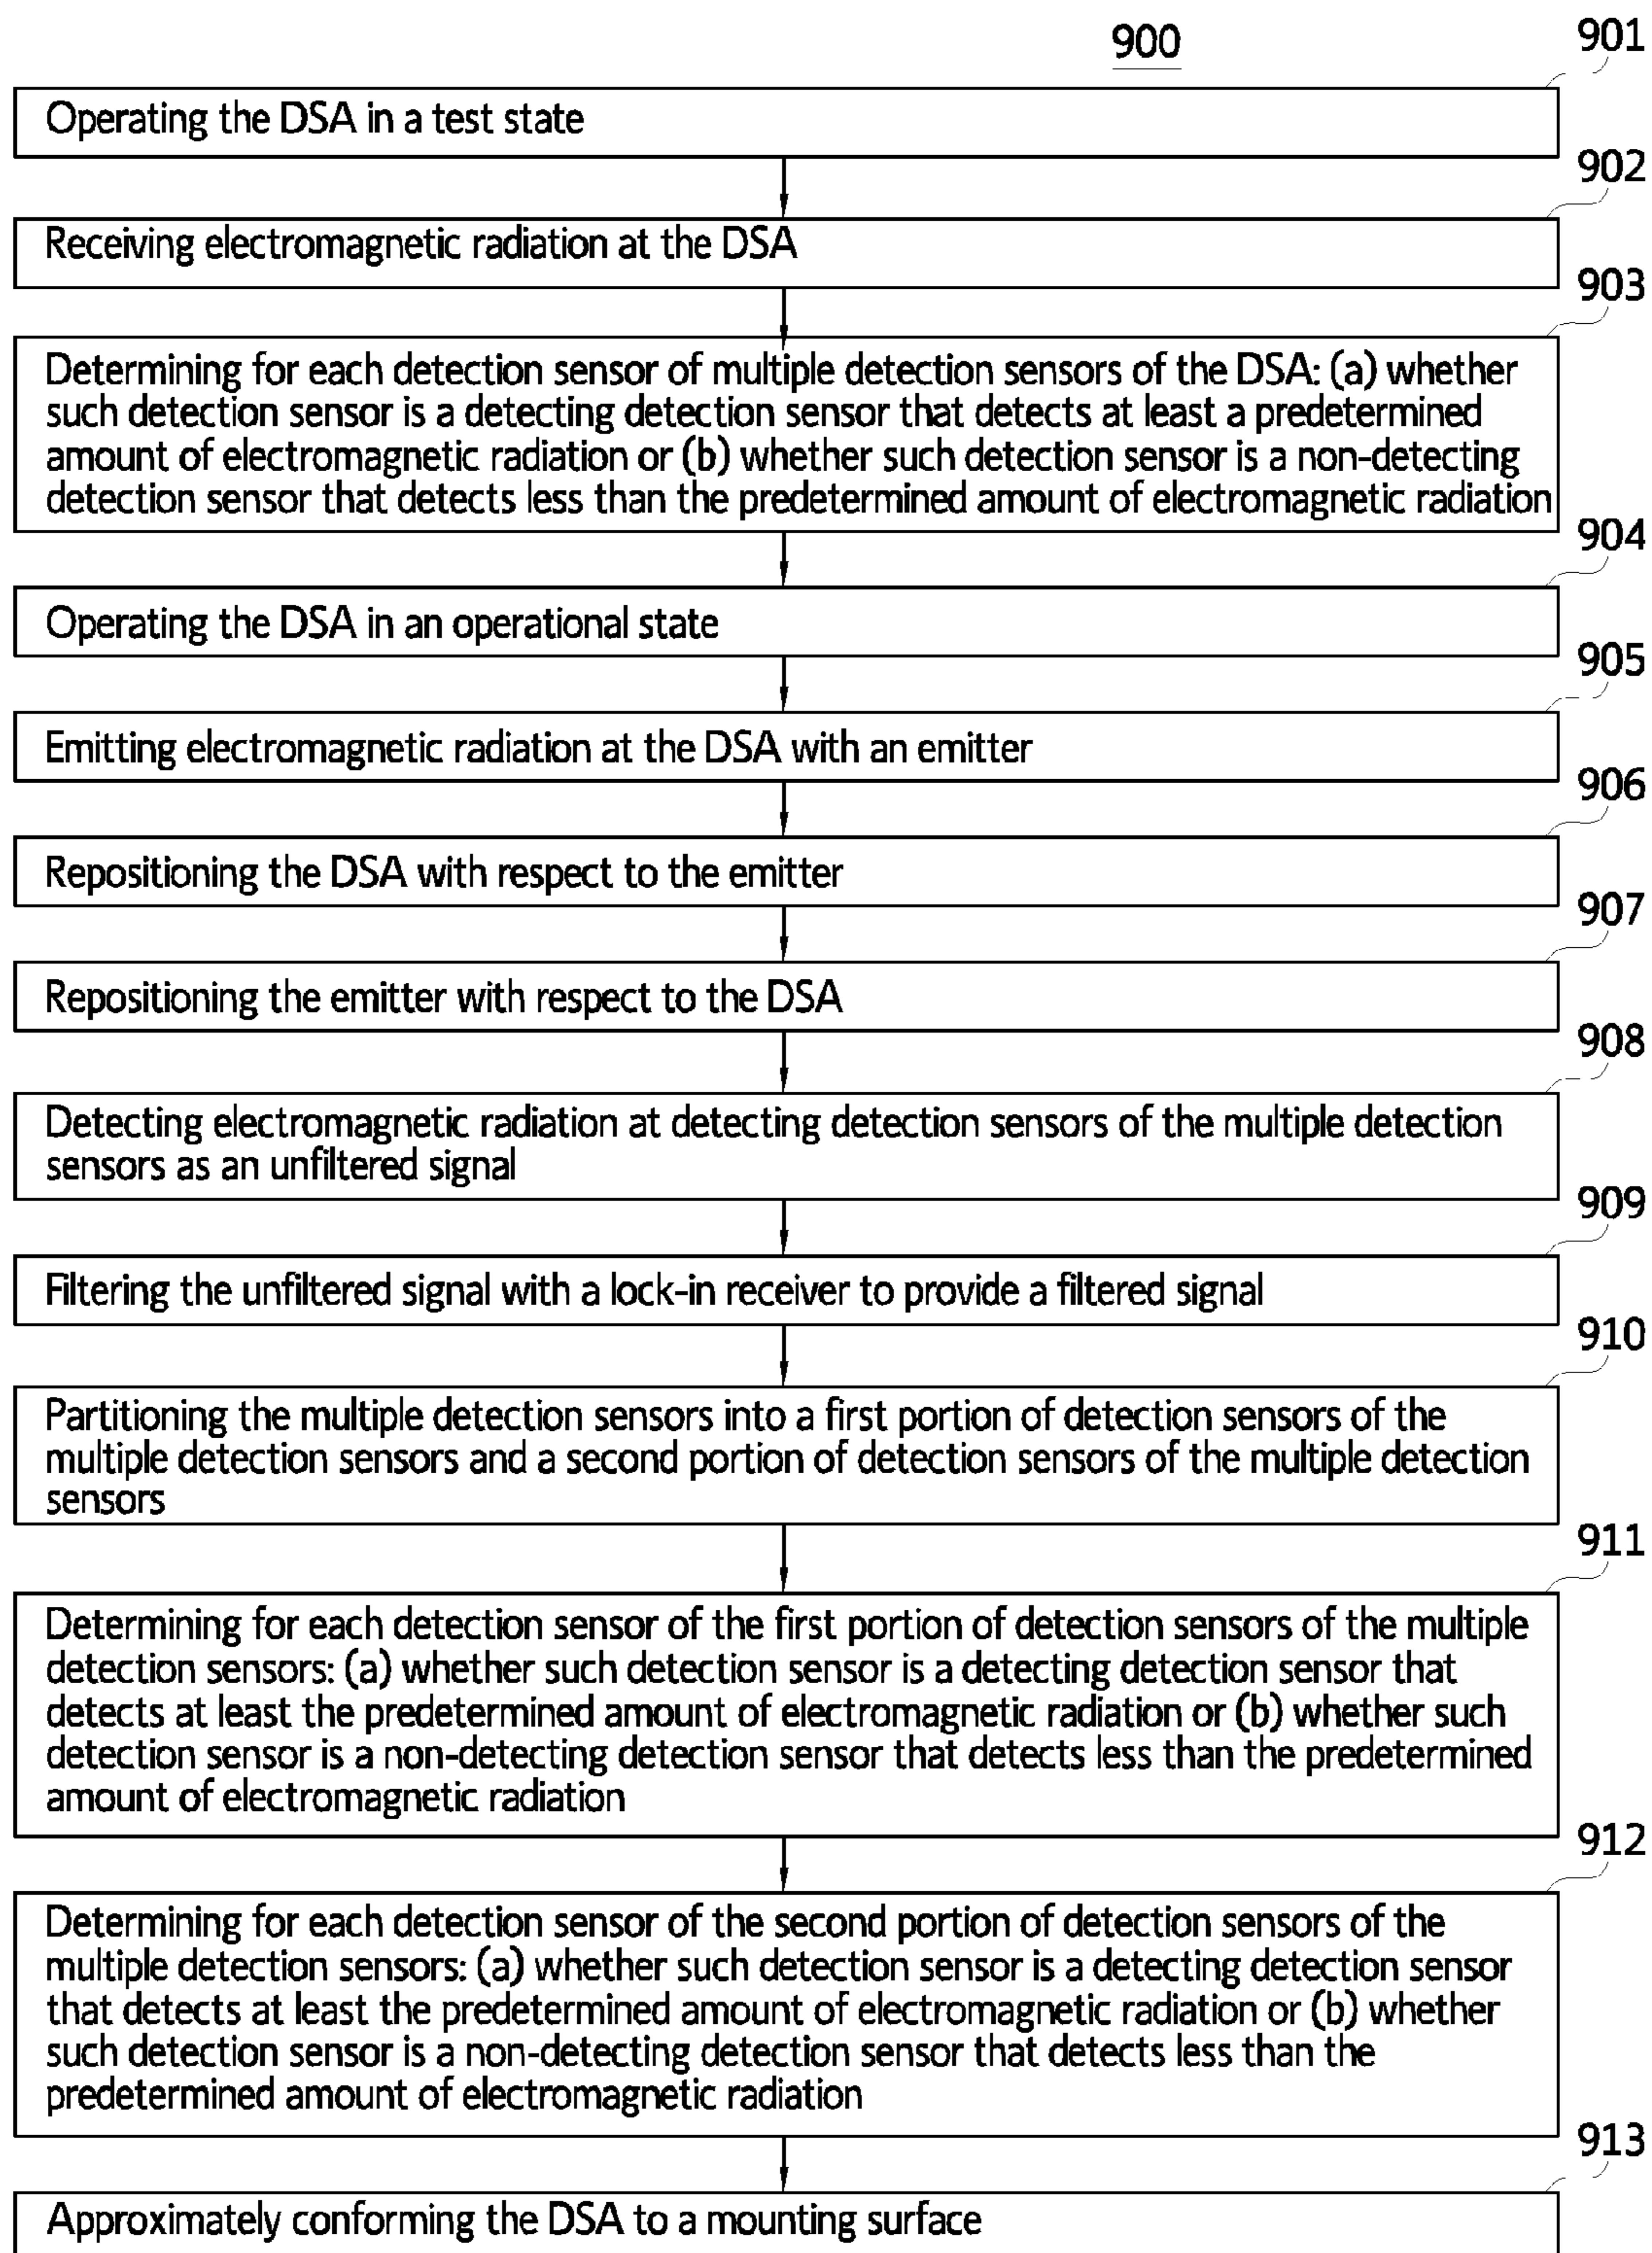 900
901
Operating the DSA in a test state
902
Receiving electromagnetic radiation at the DSA
903
Determining for each detection sensor of multiple detection sensors of the DSA: (a) whether
such detection sensor is a detecting detection sensor that detects at least a predetermined
amount of electromagnetic radiation or (b) whether such detection sensor is a non-detecting
detection sensor that detects less than the predetermined amount of electromagnetic radiation
904
Operating the DSA in an operational state
905
Emitting electromagnetic radiation at the DSA with an emitter
906
Repositioning the DSA with respect to the emitter
907
Repositioning the emitter with respect to the DSA
908
Detecting electromagnetic radiation at detecting detection sensors of the multiple detection
sensors as an unfiltered signal
909
Filtering the unfiltered signal with a lock-in receiver to provide a filtered signal
910
Partitioning the multiple detection sensors into a first portion of detection sensors of the
multiple detection sensors and a second portion of detection sensors of the multiple detection
sensors
911
Determining for each detection sensor of the first portion of detection sensors of the multiple
detection sensors: (a) whether such detection sensor is a detecting detection sensor that
detects at least the predetermined amount of electromagnetic radiation or (b) whether such
detection sensor is a non-detecting detection sensor that detects less than the predetermined
amount of electromagnetic radiation
912
Determining for each detection sensor of the second portion of detection sensors of the
multiple detection sensors: (a) whether such detection sensor is a detecting detection sensor
that detects at least the predetermined amount of electromagnetic radiation or (b) whether
such detection sensor is a non-detecting detection sensor that detects less than the
predetermined amount of electromagnetic radiation
913
Approximately conforming the DSA to a mounting surface